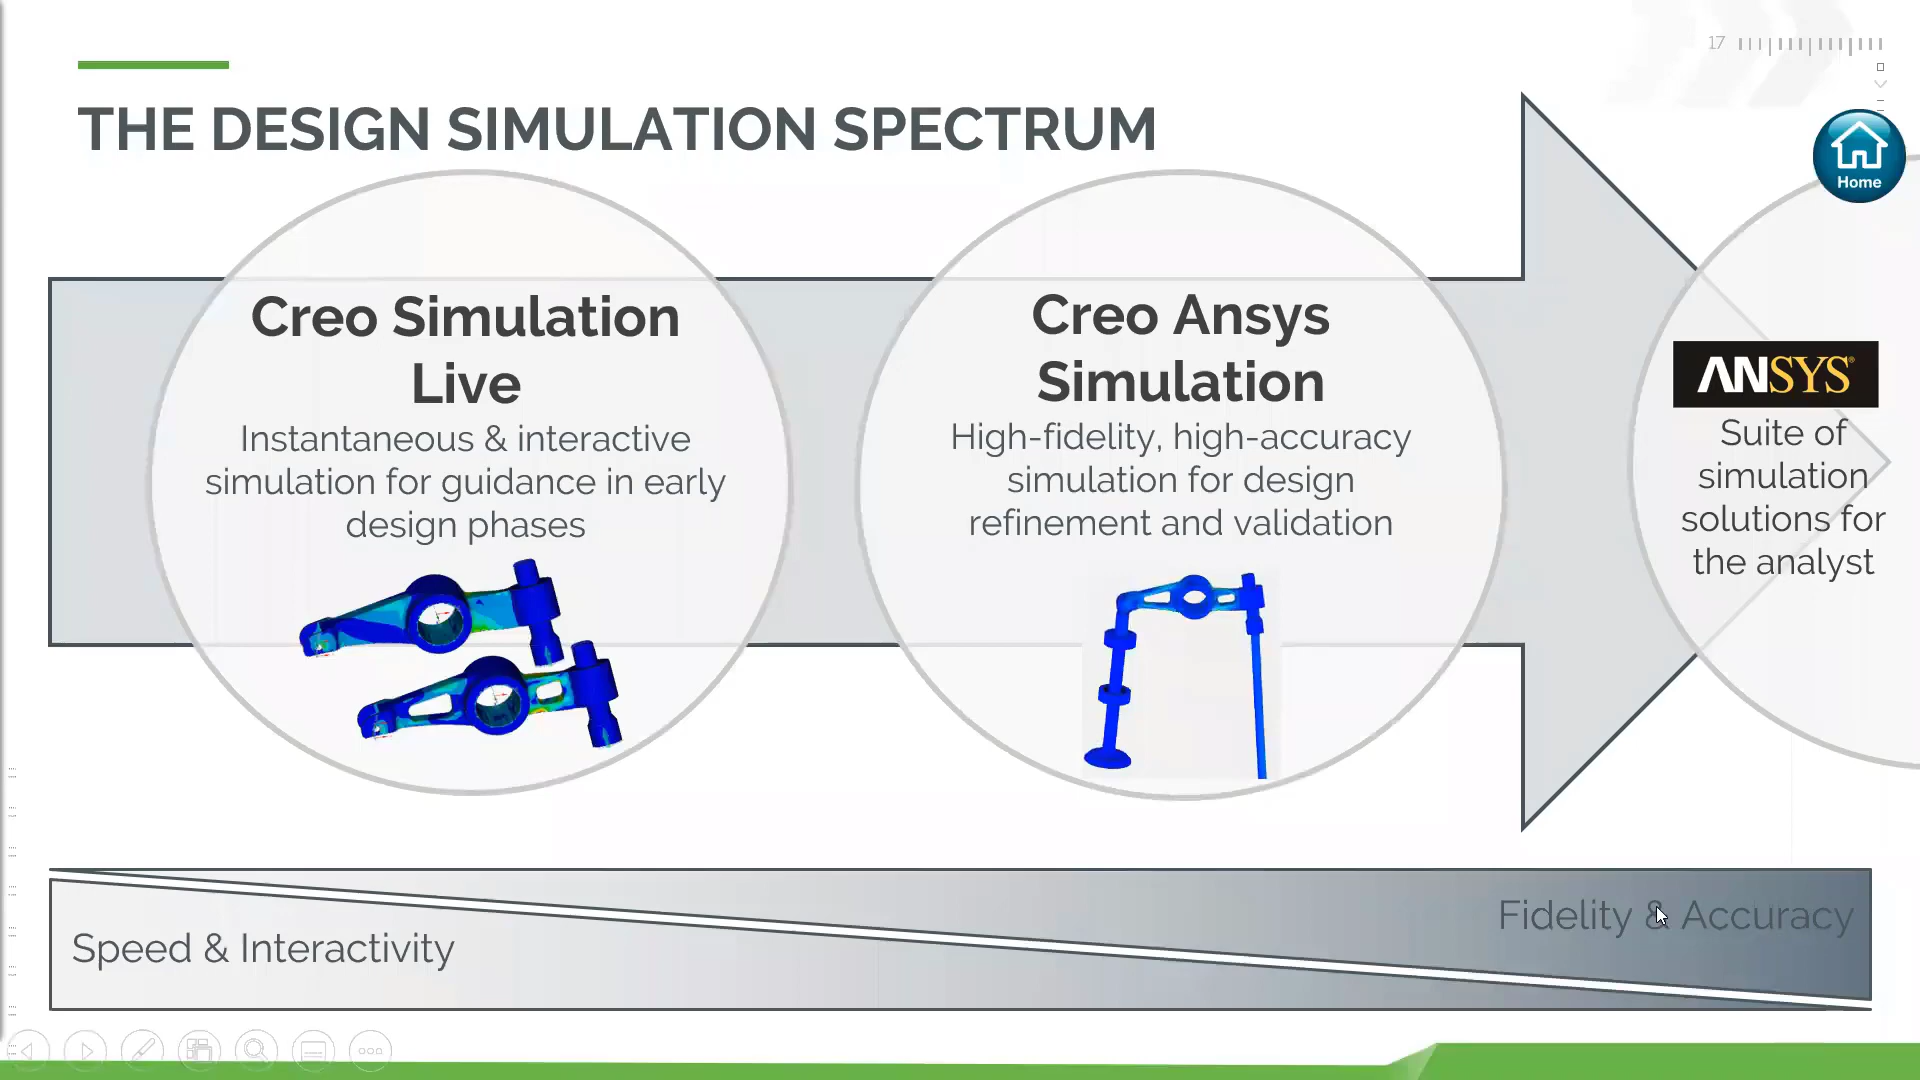 17
THE DESIGN SIMULATION SPECTRUM
Home
Creo Simulation
Live
Instantaneous & interactive
simulation for guidance in early
design phases
Creo Ansys
Simulation
High-fidelity, high-accuracy
simulation for design
refinement and validation
ANSYS®
Suite of
simulation
solutions for
the analyst
Fidelity & Accuracy
Speed & Interactivity